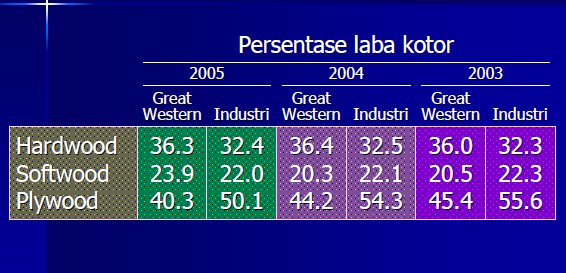 Persentase laba kotor
2005 2004 2003
Great Great Great
Western Industri Western Industri Western Industri
Hardwood 36.3 32.4 36.4 32.5 36.0 32.3
Softwood 23.9 22.0 20.3 22.1 20.5 22.3
Plywood 40.3 50.1 44.2 54.3 45.4 55.6